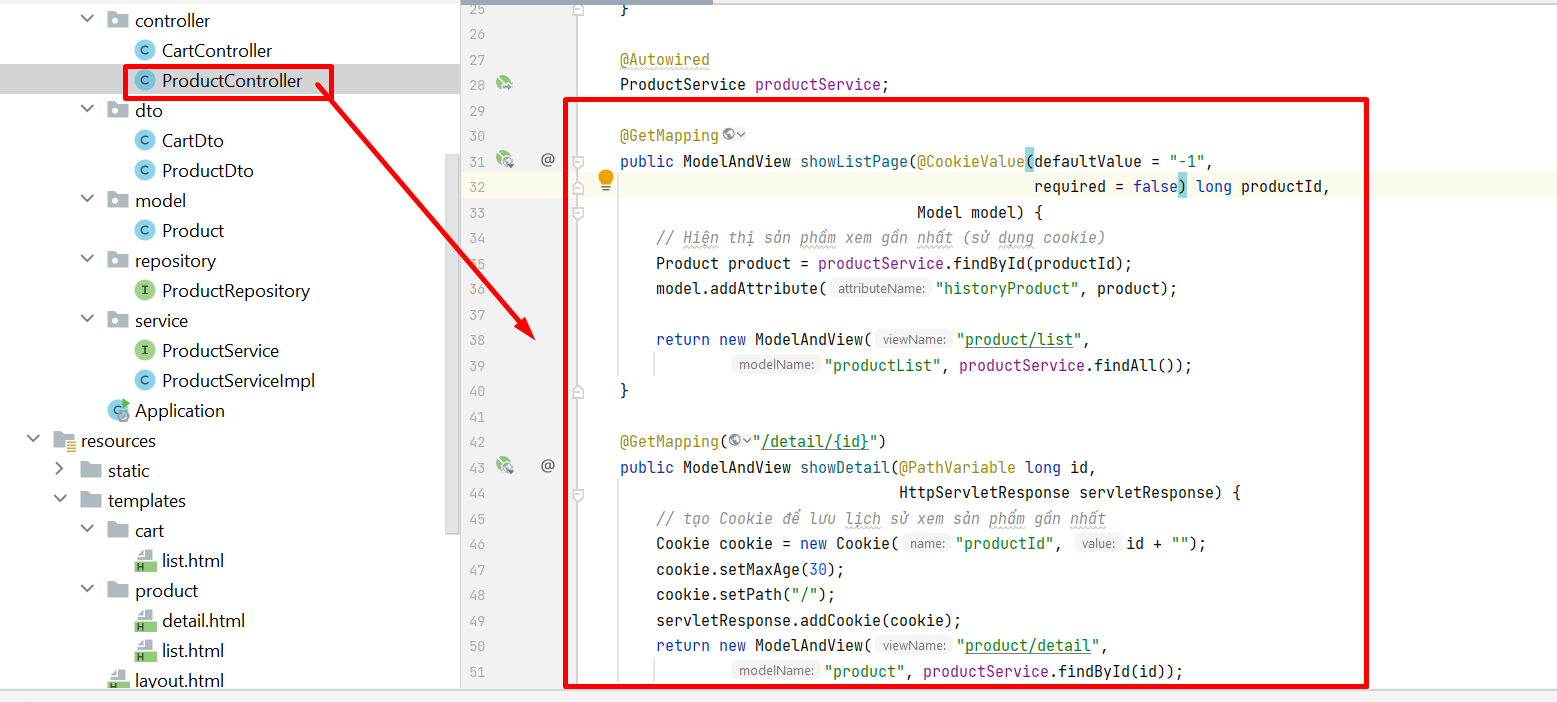 controller
CartController
ProductController
dto
CartDto
ProductDto
model
Product
repository
ProductRepository
service
ProductService
ProductServiceImpl
Application
resources
static
templates
cart
list.html
product
detail.html
list.html
layout.html
25 }
26
27 @Autowired
28 ProductService productService;
29
30 @GetMapping
31 @ public ModelAndView showListPage(@CookieValue(defaultValue = "-1",
32 required = false) long productId,
33 Model model) {
34 // Hiện thị sản phẩm xem gần nhất (sử dụng cookie)
35 Product product = productService.findById(productId);
36 model.addAttribute( attributeName: "historyProduct", product);
37
38 return new ModelAndView( viewName: "product/list",
39 modelName: "productList", productService.findAll());
40 }
41
42 @GetMapping("/detail/{id}")
43 @ public ModelAndView showDetail(@PathVariable long id,
44 HttpServletResponse servletResponse) {
45 // tạo Cookie để lưu lịch sử xem sản phẩm gần nhất
46 Cookie cookie = new Cookie( name: "productId", value: id + "");
47 cookie.setMaxAge(30);
48 cookie.setPath("/");
49 servletResponse.addCookie(cookie);
50 return new ModelAndView( viewName: "product/detail",
51 modelName: "product", productService.findById(id));